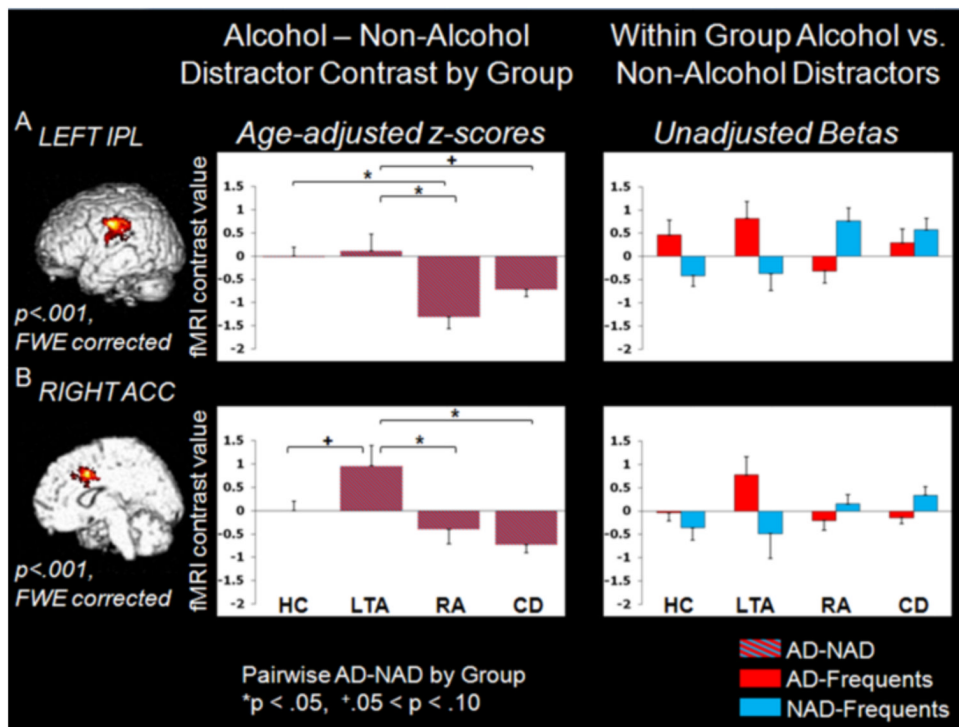 Alcohol – Non-Alcohol
Distractor Contrast by Group
Within Group Alcohol vs.
Non-Alcohol Distractors
A
LEFT IPL
Age-adjusted z-scores
Unadjusted Betas
fMRI contrast value
1.5
1
0.5
0
-0.5
-1
-1.5
-2
*
*
+
1.5
1
0.5
0
-0.5
-1
-1.5
-2
p<.001,
FWE corrected
B
RIGHT ACC
fMRI contrast value
1.5
1
0.5
0
-0.5
-1
-1.5
-2
+
*
*
HC LTA RA CD
1.5
1
0.5
0
-0.5
-1
-1.5
-2
HC LTA RA CD
p<.001,
FWE corrected
Pairwise AD-NAD by Group
*p < .05, +.05 < p < .10
AD-NAD
AD-Frequents
NAD-Frequents